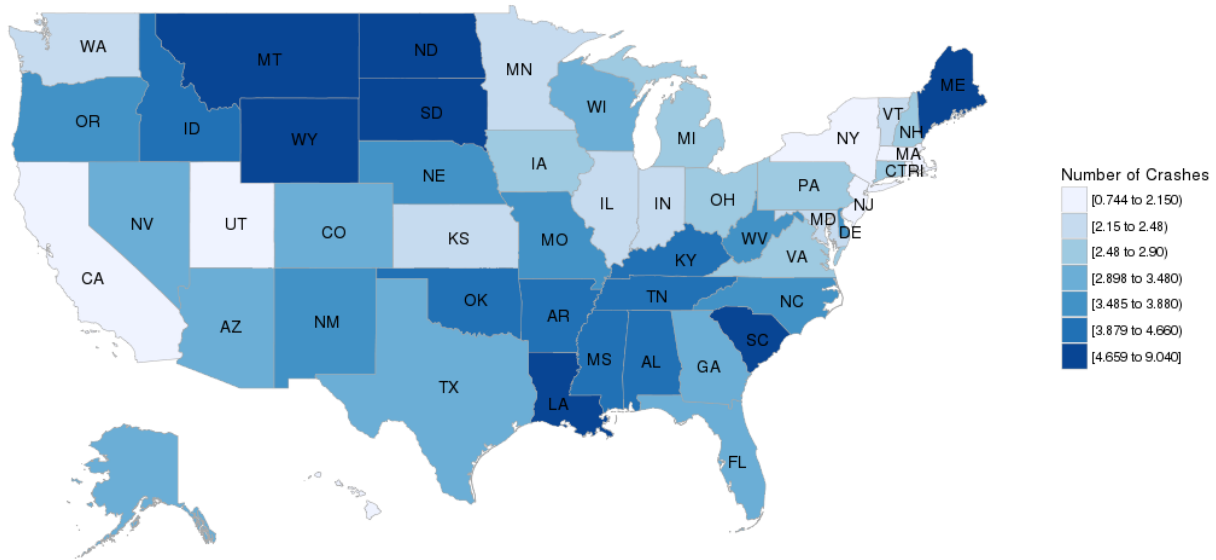 WA
MT
ND
MN
OR
ID
WY
SD
WI
MI
NE
IA
NV
UT
CO
KS
MO
IL
IN
OH
PA
NY
VT
NH
ME
MA
CTRI
NJ
MD
DE
WV
VA
KY
CA
AZ
NM
OK
AR
TN
NC
SC
TX
LA
MS
AL
GA
FL
Number of Crashes
[0.744 to 2.150)
[2.15 to 2.48)
[2.48 to 2.90)
[2.898 to 3.480)
[3.485 to 3.880)
[3.879 to 4.660)
[4.659 to 9.040]